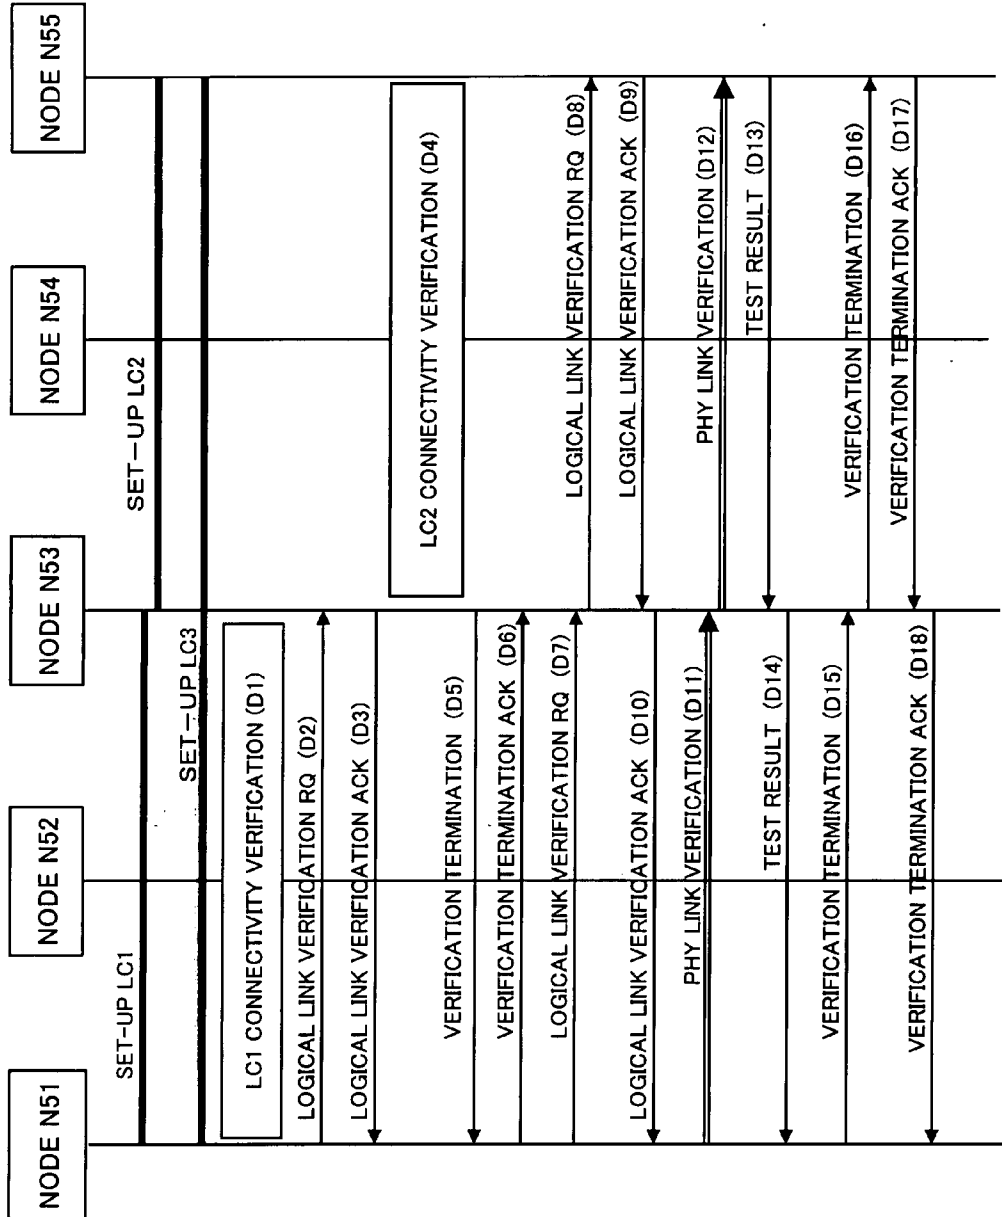 NODE N51
NODE N52
NODE N53
NODE N54
NODE N55
SET-UP LC1
SET-UP LC2
SET-UP LC3
LC1 CONNECTIVITY VERIFICATION (D1)
LOGICAL LINK VERIFICATION RQ (D2)
LOGICAL LINK VERIFICATION ACK (D3)
LC2 CONNECTIVITY VERIFICATION (D4)
VERIFICATION TERMINATION (D5)
VERIFICATION TERMINATION ACK (D6)
LOGICAL LINK VERIFICATION RQ (D7)
LOGICAL LINK VERIFICATION RQ (D8)
LOGICAL LINK VERIFICATION ACK (D9)
LOGICAL LINK VERIFICATION ACK (D10)
PHY LINK VERIFICATION (D11)
PHY LINK VERIFICATION (D12)
TEST RESULT (D13)
TEST RESULT (D14)
VERIFICATION TERMINATION (D15)
VERIFICATION TERMINATION (D16)
VERIFICATION TERMINATION ACK (D17)
VERIFICATION TERMINATION ACK (D18)